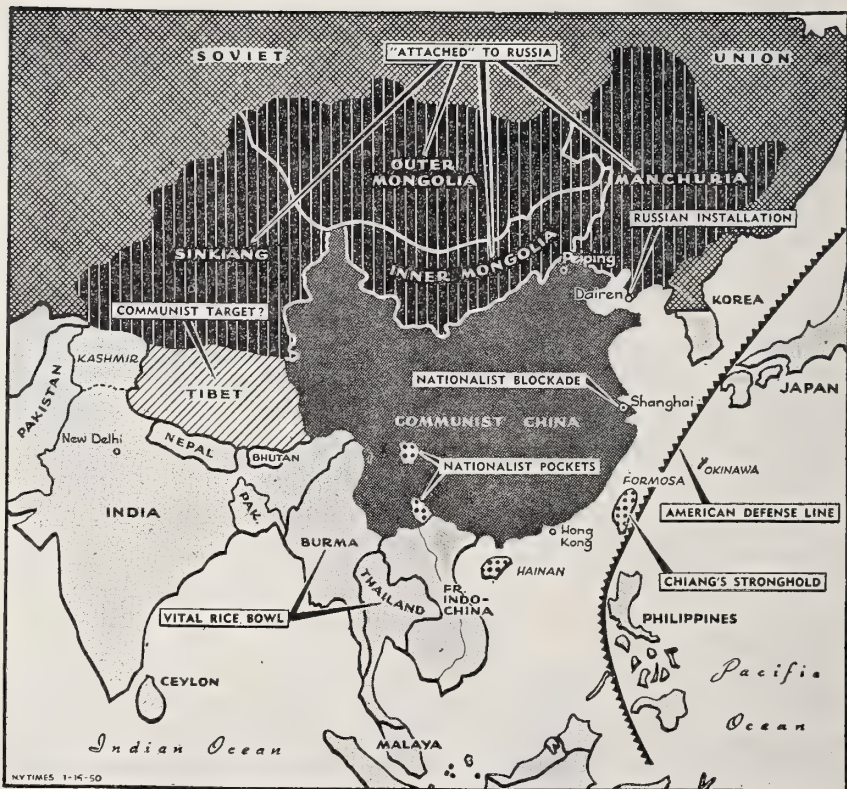 SOVIET
"ATTACHED" TO RUSSIA
UNION
OUTER
MONGOLIA
MANCHURIA
RUSSIAN INSTALLATION
SINKIANG
INNER MONGOLIA
Peping
Dairen
KOREA
COMMUNIST TARGET?
KASHMIR
PAKISTAN
TIBET
NATIONALIST BLOCKADE
Shanghai
JAPAN
New Delhi
NEPAL
BHUTAN
COMMUNIST CHINA
NATIONALIST POCKETS
OKINAWA
FORMOSA
AMERICAN DEFENSE LINE
INDIA
PAK.
BURMA
Hong
Kong
HAINAN
CHIANG'S STRONGHOLD
THAILAND
FR.
INDO-
CHINA
VITAL RICE BOWL
PHILIPPINES
CEYLON
Pacific
Ocean
Indian Ocean
MALAYA
NYTIMES 1-15-50